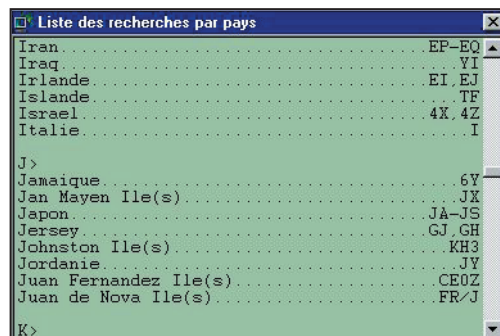 Liste des recherches par pays
Iran........................................EP-EQ
Iraq...........................................YI
Irlande.....................................EI,EJ
Islande........................................TF
Israel......................................4X,4Z
Italie..........................................I
J>
Jamaique.......................................6Y
Jan Mayen Ile(s)...............................JX
Japon.......................................JA-JS
Jersey......................................GJ,GH
Johnston Ile(s)...............................KH3
Jordanie.......................................JY
Juan Fernandez Ile(s)........................CE0Z
Juan de Nova Ile(s)..........................FR/J
K>